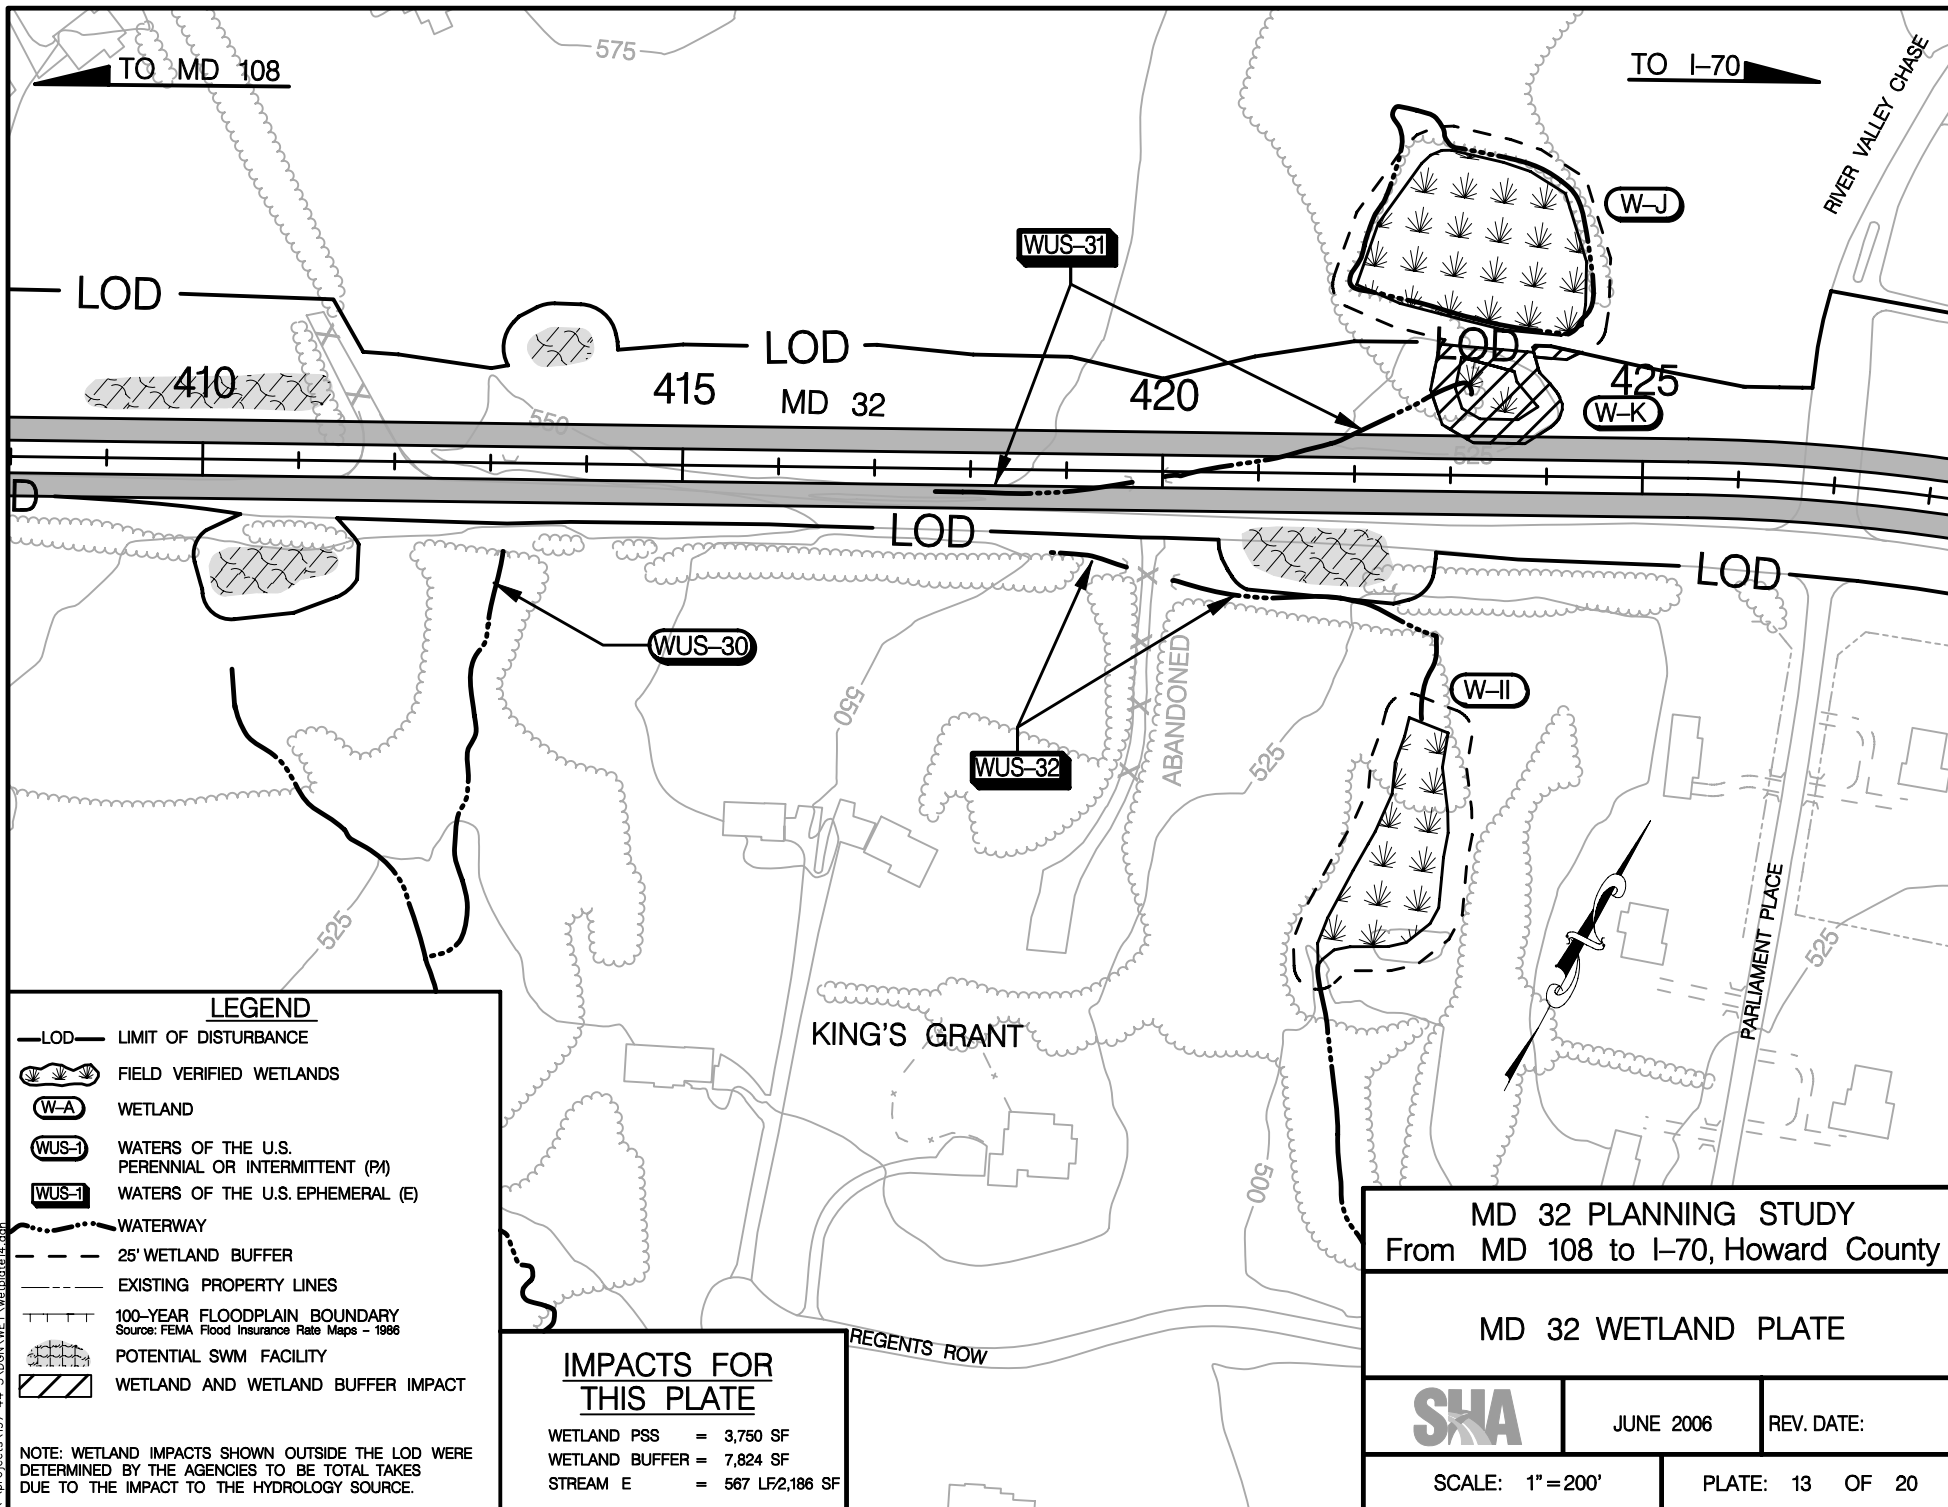 575
TO MD 108
TO I–70
RIVER VALLEY CHASE
W–J
WUS–31
LOD
LOD
LOD
410
415
MD 32
420
425
W–K
550
525
D
LOD
LOD
WUS–30
W–II
550
ABANDONED
525
WUS–32
525
525
PARLIAMENT PLACE
KING'S GRANT
500
REGENTS ROW
LEGEND
LOD LIMIT OF DISTURBANCE
FIELD VERIFIED WETLANDS
W–A WETLAND
WUS–1 WATERS OF THE U.S.
PERENNIAL OR INTERMITTENT (P/I)
WUS–1 WATERS OF THE U.S. EPHEMERAL (E)
WATERWAY
25' WETLAND BUFFER
EXISTING PROPERTY LINES
100–YEAR FLOODPLAIN BOUNDARY
Source: FEMA Flood Insurance Rate Maps – 1986
POTENTIAL SWM FACILITY
WETLAND AND WETLAND BUFFER IMPACT
NOTE: WETLAND IMPACTS SHOWN OUTSIDE THE LOD WERE
DETERMINED BY THE AGENCIES TO BE TOTAL TAKES
DUE TO THE IMPACT TO THE HYDROLOGY SOURCE.
IMPACTS FOR
THIS PLATE
WETLAND PSS = 3,750 SF
WETLAND BUFFER = 7,824 SF
STREAM E = 567 LF/2,186 SF
MD 32 PLANNING STUDY
From MD 108 to I–70, Howard County
MD 32 WETLAND PLATE
SHA
JUNE 2006
REV. DATE:
SCALE: 1"=200'
PLATE: 13 OF 20